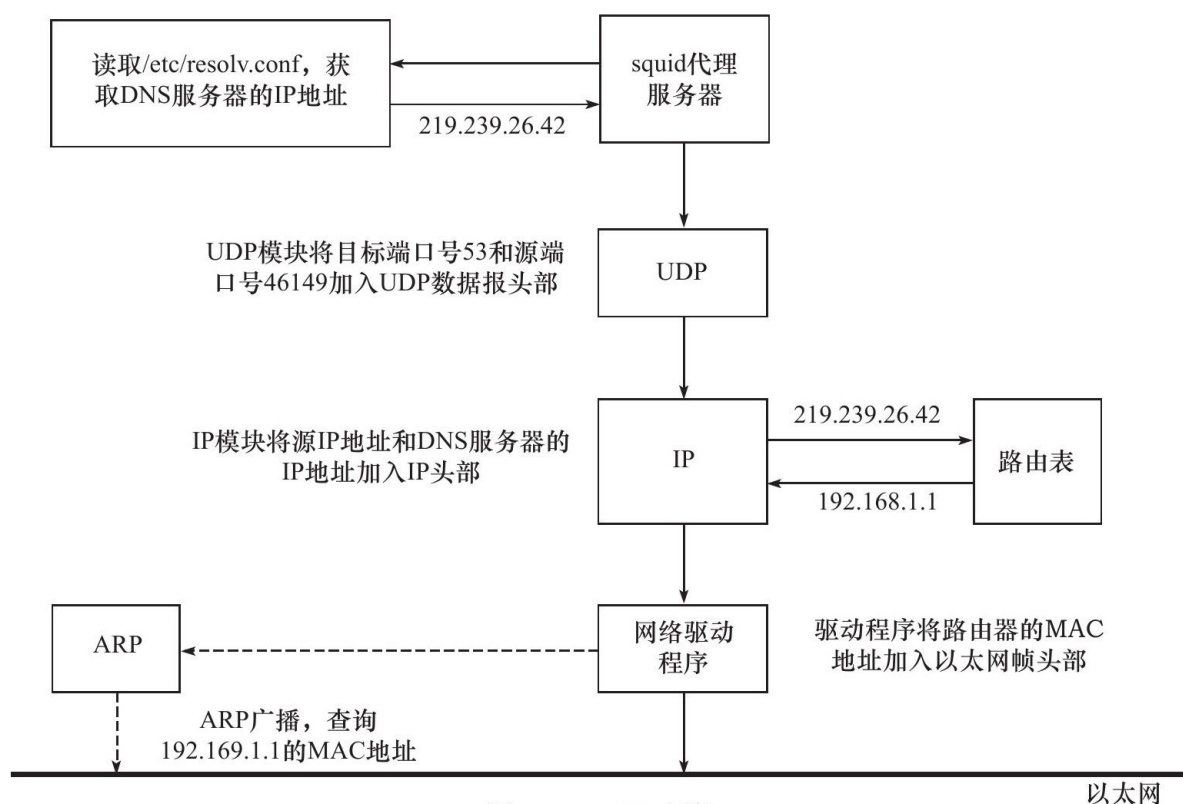 读取/etc/resolv.conf，获
取DNS服务器的IP地址
squid代理
服务器
219.239.26.42
UDP模块将目标端口号53和源端
口号46149加入UDP数据报头部
UDP
IP模块将源IP地址和DNS服务器的
IP地址加入IP头部
IP
219.239.26.42
192.168.1.1
路由表
ARP
网络驱动
程序
驱动程序将路由器的MAC
地址加入以太网帧头部
ARP广播，查询
192.169.1.1的MAC地址
以太网